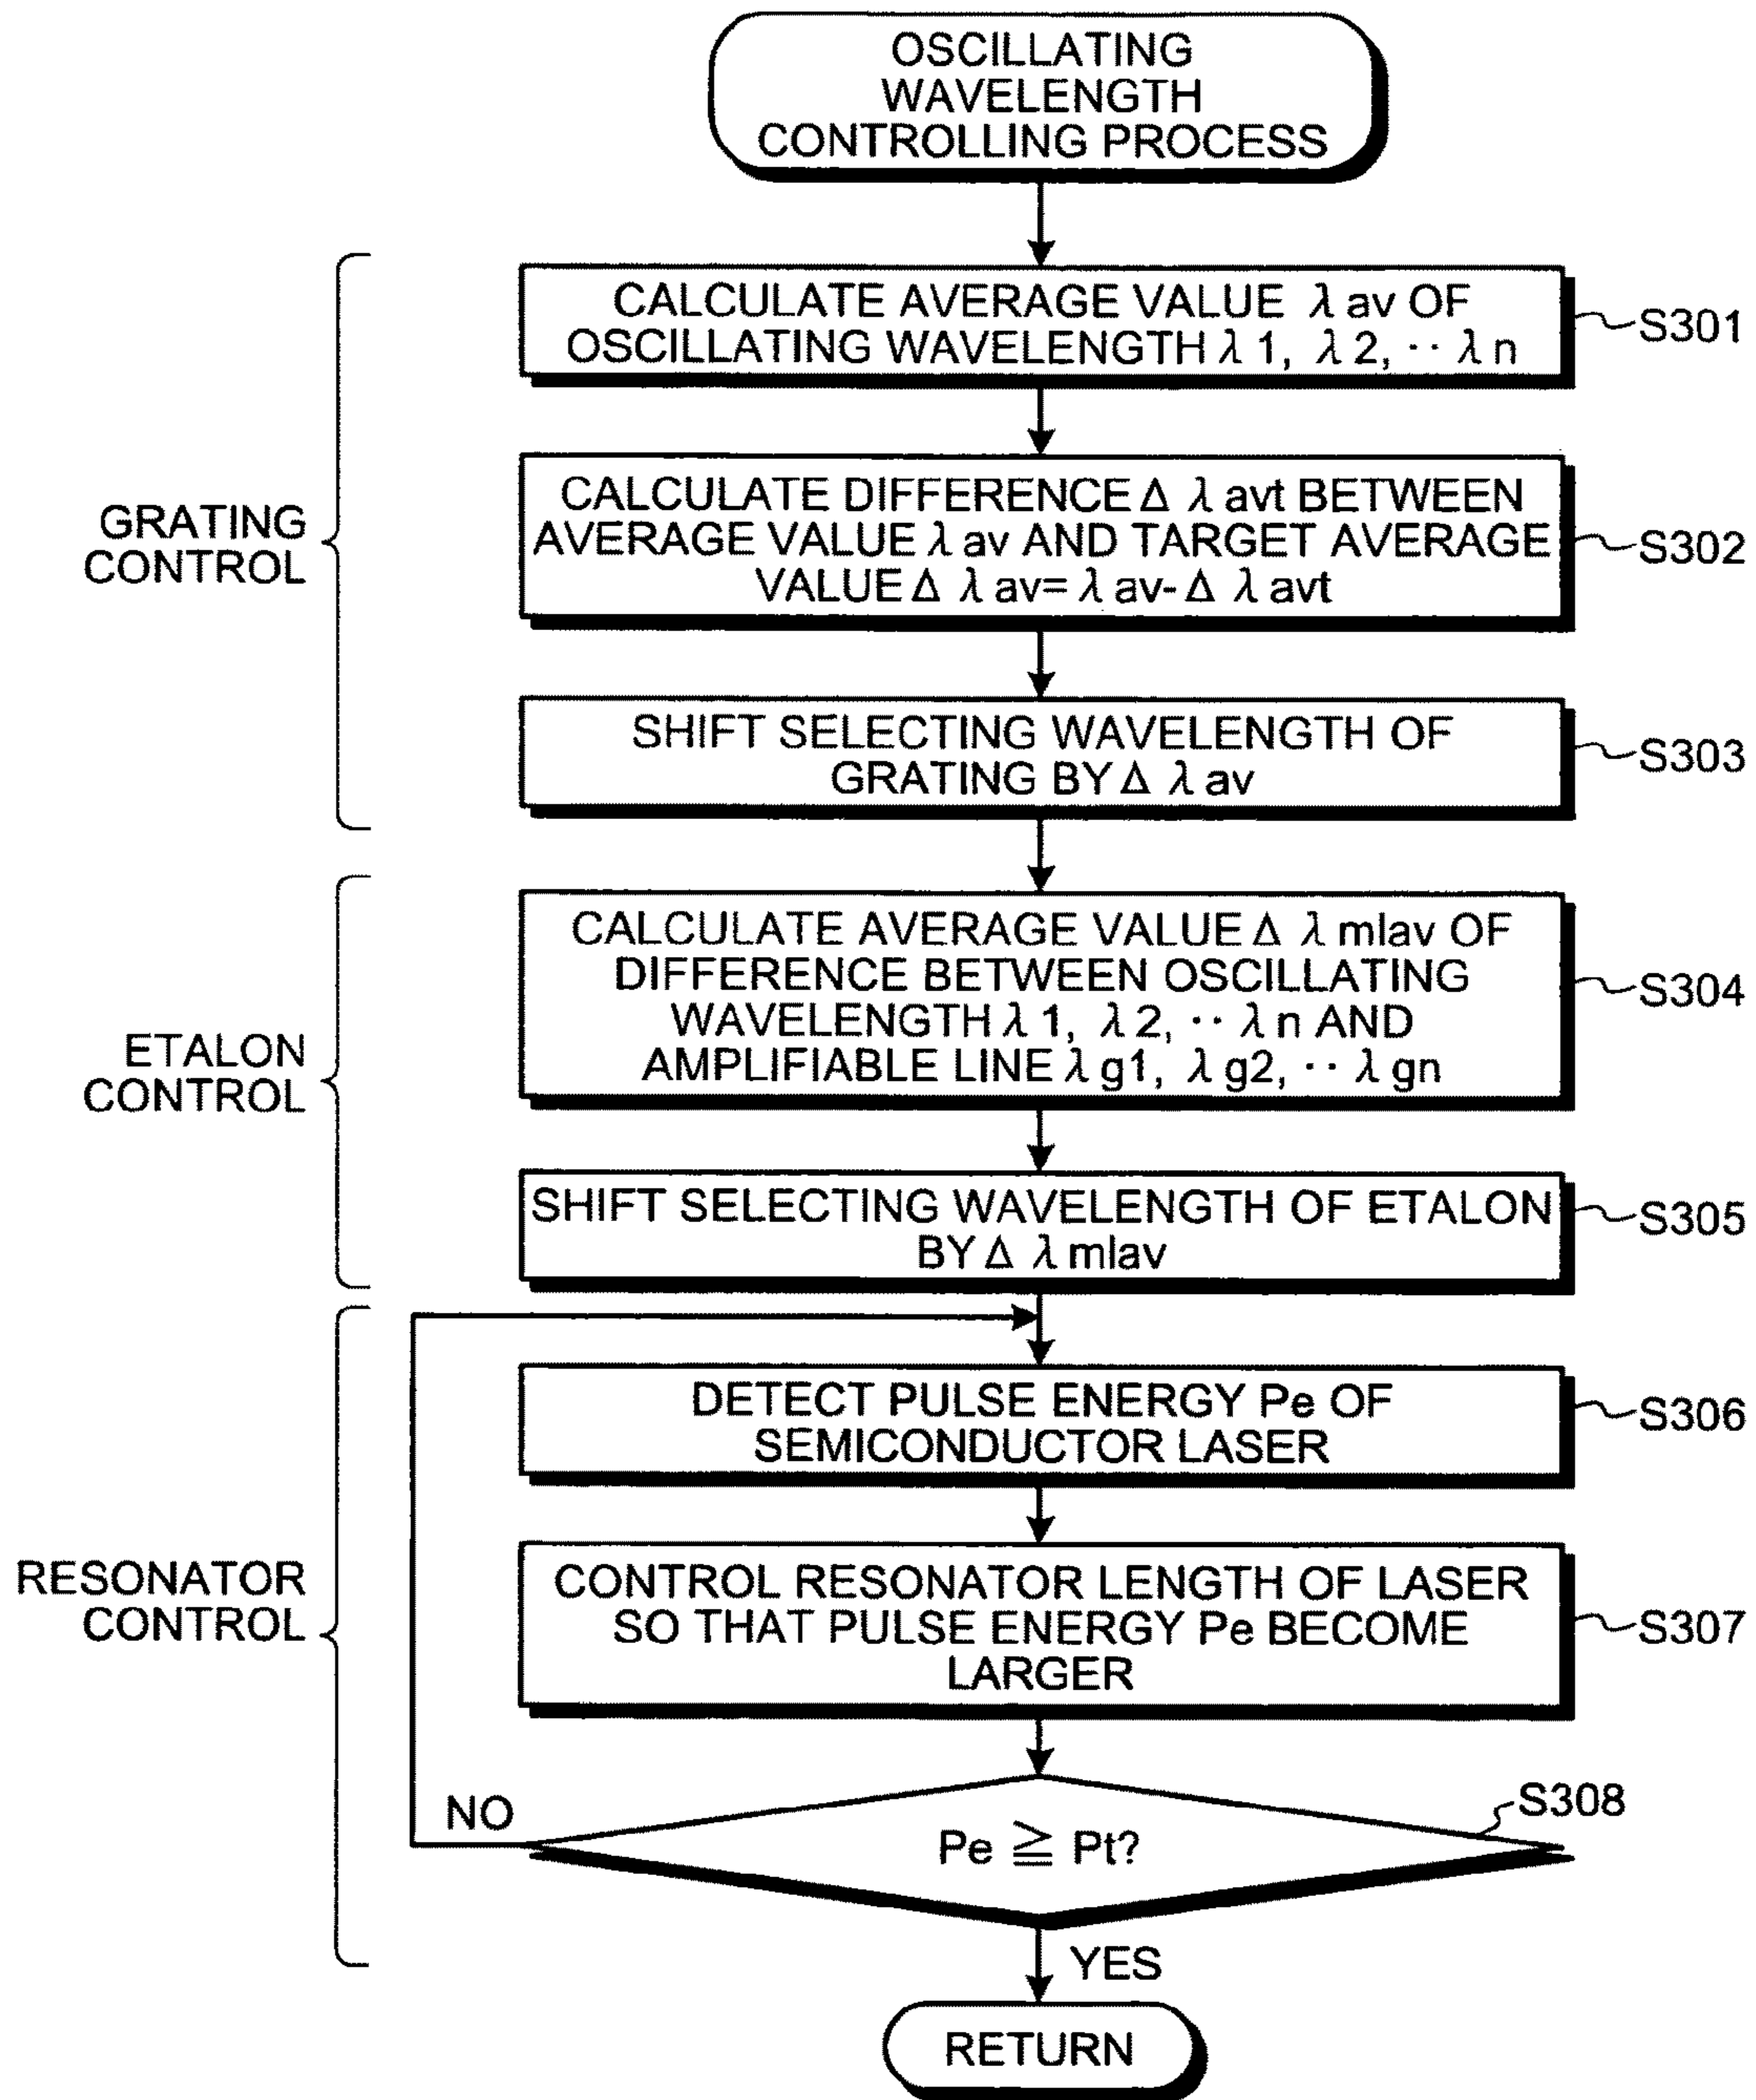 OSCILLATING
WAVELENGTH
CONTROLLING PROCESS
GRATING
CONTROL
CALCULATE AVERAGE VALUE λ av OF
OSCILLATING WAVELENGTH λ 1, λ 2, ·· λ n
S301
CALCULATE DIFFERENCE Δ λ avt BETWEEN
AVERAGE VALUE λ av AND TARGET AVERAGE
VALUE Δ λ av= λ av- Δ λ avt
S302
SHIFT SELECTING WAVELENGTH OF
GRATING BY Δ λ av
S303
ETALON
CONTROL
CALCULATE AVERAGE VALUE Δ λ mlav OF
DIFFERENCE BETWEEN OSCILLATING
WAVELENGTH λ 1, λ 2, ·· λ n AND
AMPLIFIABLE LINE λ g1, λ g2, ·· λ gn
S304
SHIFT SELECTING WAVELENGTH OF ETALON
BY Δ λ mlav
S305
RESONATOR
CONTROL
DETECT PULSE ENERGY Pe OF
SEMICONDUCTOR LASER
S306
CONTROL RESONATOR LENGTH OF LASER
SO THAT PULSE ENERGY Pe BECOME
LARGER
S307
NO
Pe ≧ Pt?
S308
YES
RETURN